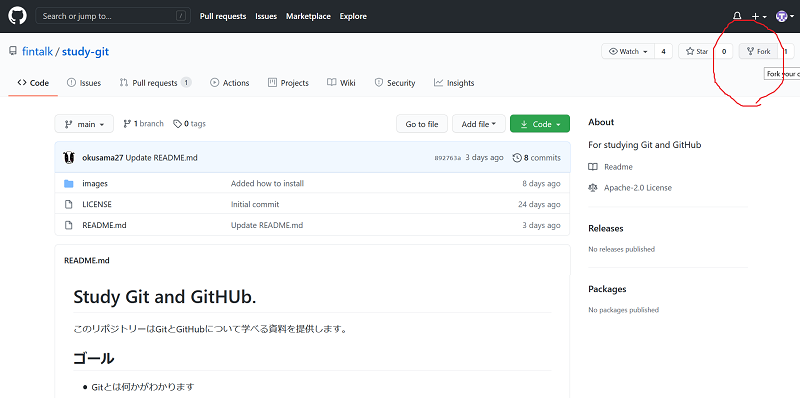 Search or jump to... / Pull requests Issues Marketplace Explore
fintalk / study-git Watch 4 Star 0 Fork 1
Fork your
Code Issues Pull requests 1 Actions Projects Wiki Security Insights
main 1 branch 0 tags Go to file Add file Code
okusama27 Update README.md 892763a 3 days ago 8 commits
images Added how to install 8 days ago
LICENSE Initial commit 24 days ago
README.md Update README.md 3 days ago
README.md
Study Git and GitHUb.
このリポジトリーはGitとGitHubについて学べる資料を提供します。
ゴール
Gitとは何かがわかります
About
For studying Git and GitHub
Readme
Apache-2.0 License
Releases
No releases published
Packages
No packages published